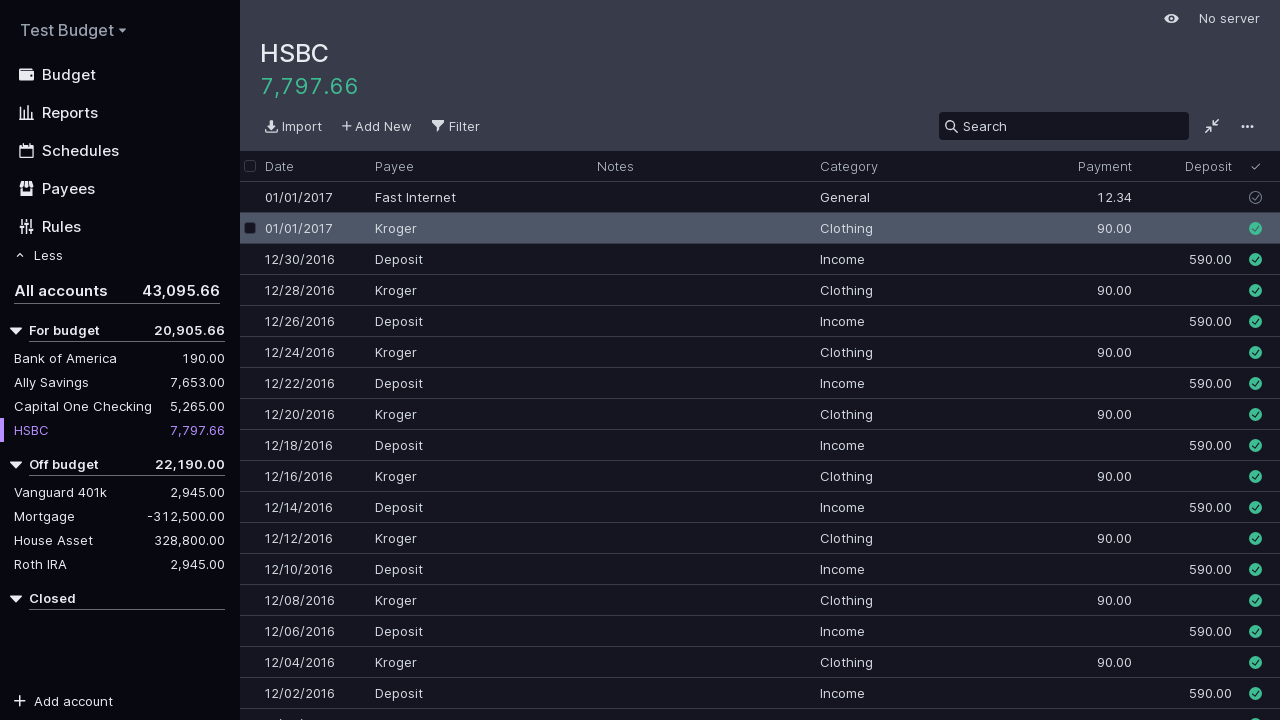 Test Budget
Budget
Reports
Schedules
Payees
Rules
Less
All accounts 43,095.66
For budget 20,905.66
Bank of America 190.00
Ally Savings 7,653.00
Capital One Checking 5,265.00
HSBC 7,797.66
Off budget 22,190.00
Vanguard 401k 2,945.00
Mortgage -312,500.00
House Asset 328,800.00
Roth IRA 2,945.00
Closed
Add account
No server
HSBC
7,797.66
Import Add New Filter Search
Date Payee Notes Category Payment Deposit
01/01/2017 Fast Internet General 12.34
01/01/2017 Kroger Clothing 90.00
12/30/2016 Deposit Income 590.00
12/28/2016 Kroger Clothing 90.00
12/26/2016 Deposit Income 590.00
12/24/2016 Kroger Clothing 90.00
12/22/2016 Deposit Income 590.00
12/20/2016 Kroger Clothing 90.00
12/18/2016 Deposit Income 590.00
12/16/2016 Kroger Clothing 90.00
12/14/2016 Deposit Income 590.00
12/12/2016 Kroger Clothing 90.00
12/10/2016 Deposit Income 590.00
12/08/2016 Kroger Clothing 90.00
12/06/2016 Deposit Income 590.00
12/04/2016 Kroger Clothing 90.00
12/02/2016 Deposit Income 590.00